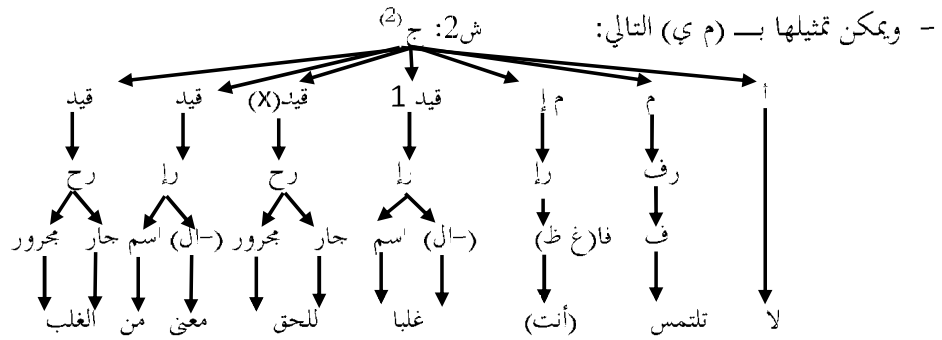 - ويمكن تمثيلها بـــ (م ي) التالي: ش2: ج(2)
أ م م إ قيد 1 قيد(X) قيد قيد
رف رإ رإ رح رإ رح
ف فا(غ ظ) (-ال) اسم جار مجرور (-ال) اسم جار مجرور
لا تلتمس (أنت) غلبا للحق معنى من الغلب